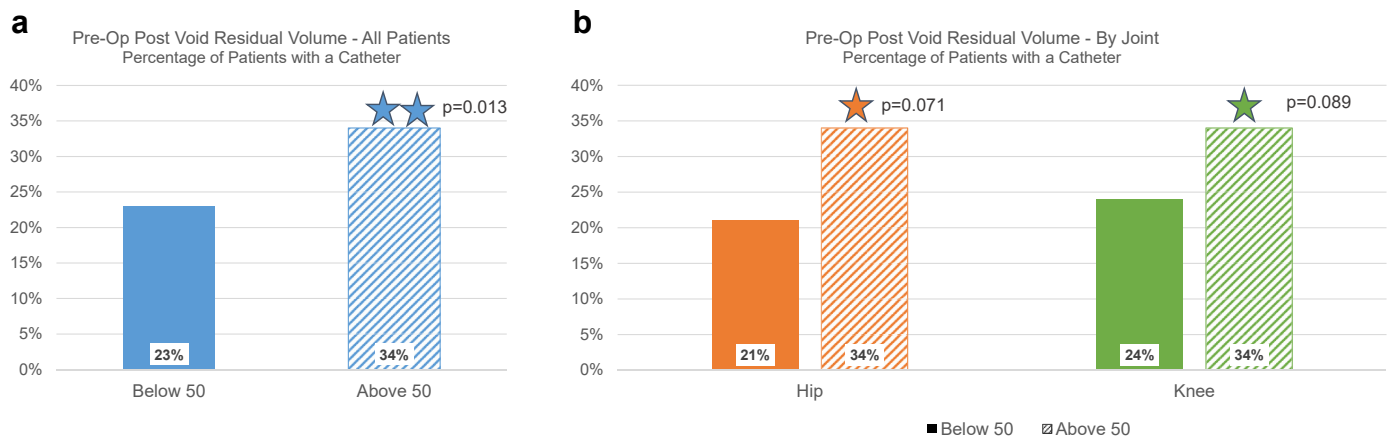 a
Pre-Op Post Void Residual Volume - All Patients
Percentage of Patients with a Catheter
40%
35%
30%
25%
20%
15%
10%
5%
0%
p=0.013
23%
34%
Below 50
Above 50
b
Pre-Op Post Void Residual Volume - By Joint
Percentage of Patients with a Catheter
40%
35%
30%
25%
20%
15%
10%
5%
0%
p=0.071
p=0.089
21%
34%
24%
34%
Hip
Knee
Below 50
Above 50